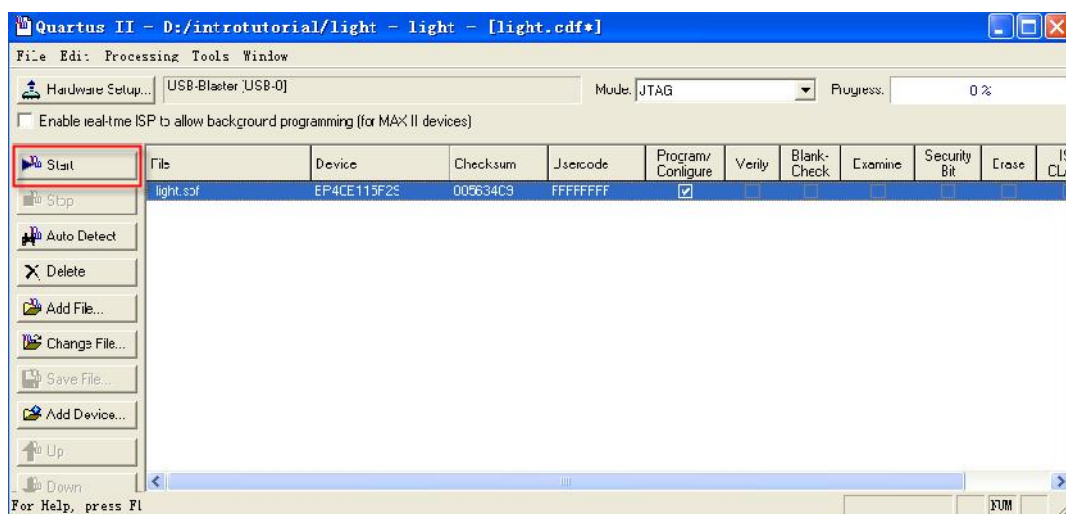 Quartus II - D:/introtutorial/light - light - [light.cdf*]
File Edit Processing Tools Window
Hardware Setup... USB-Blaster [USB-0] Mode: JTAG Progress: 0 %
Enable real-time ISP to allow background programming (for MAX II devices)
Start
Stop
Auto Detect
Delete
Add File...
Change File...
Save File...
Add Device...
Up
Down
File Device Checksum Usercode Program/ Configure Verify Blank- Check Examine Security Bit Erase
light.sof EP4CE115F29 005634C9 FFFFFFFF
For Help, press F1 NUM